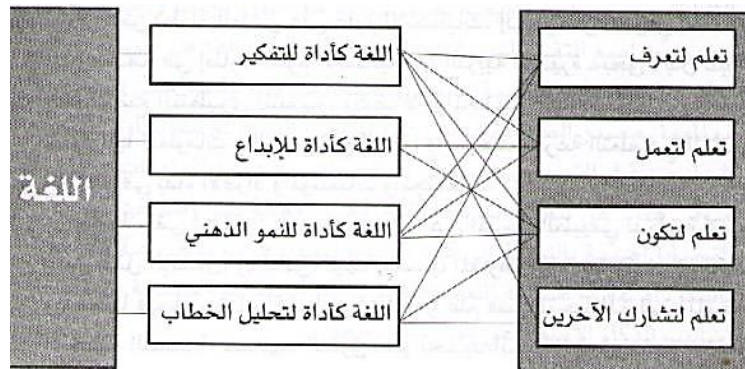 تعلم لتعرف
تعلم لتعمل
تعلم لتكون
تعلم لتشارك الآخرين
اللغة كأداة للتفكير
اللغة كأداة للإبداع
اللغة كأداة للنمو الذهني
اللغة كأداة لتحليل الخطاب
اللغة